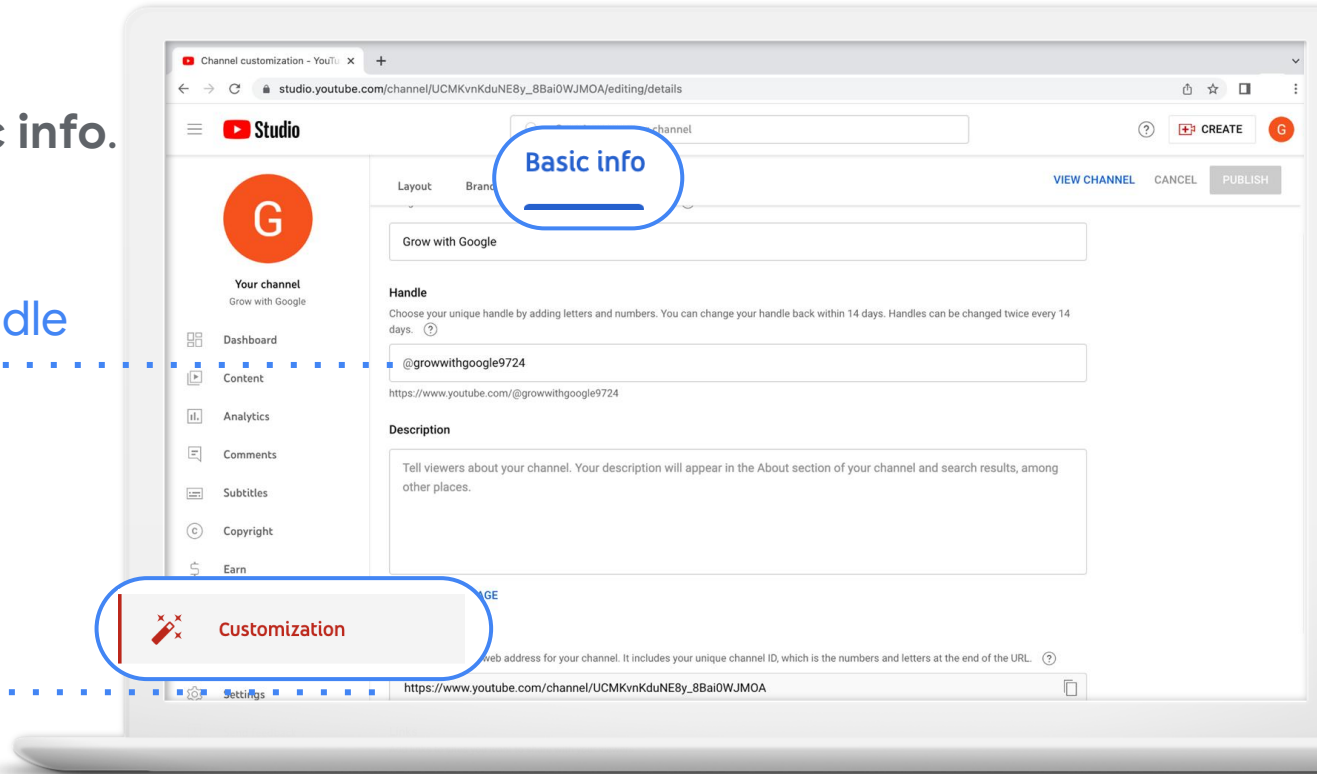 Channel customization - YouTu
studio.youtube.com/channel/UCMKvnKduNE8y_8Bai0WJMOA/editing/details
info.
Studio
channel
CREATE
G
Basic info
Layout
VIEW CHANNEL CANCEL PUBLISH
G
Grow with Google
Your channel
Grow with Google
Handle
Choose your unique handle by adding letters and numbers. You can change your handle back within 14 days. Handles can be changed twice every 14
days.
dle
@growwithgoogle9724
https://www.youtube.com/@growwithgoogle9724
Dashboard
Content
Analytics
Comments
Subtitles
Copyright
Earn
Customization
Settings
Description
Tell viewers about your channel. Your description will appear in the About section of your channel and search results, among
other places.
AGE
web address for your channel. It includes your unique channel ID, which is the numbers and letters at the end of the URL.
https://www.youtube.com/channel/UCMKvnKduNE8y_8Bai0WJMOA